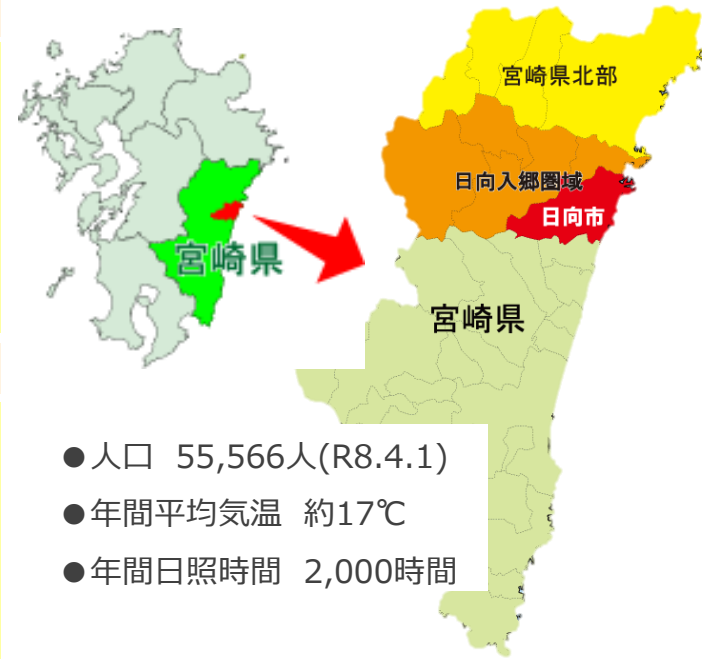 宮崎県北部
日向入郷圏域
日向市
宮崎県
宮崎県
●人口 55,566人(R8.4.1)
●年間平均気温 約17℃
●年間日照時間 2,000時間